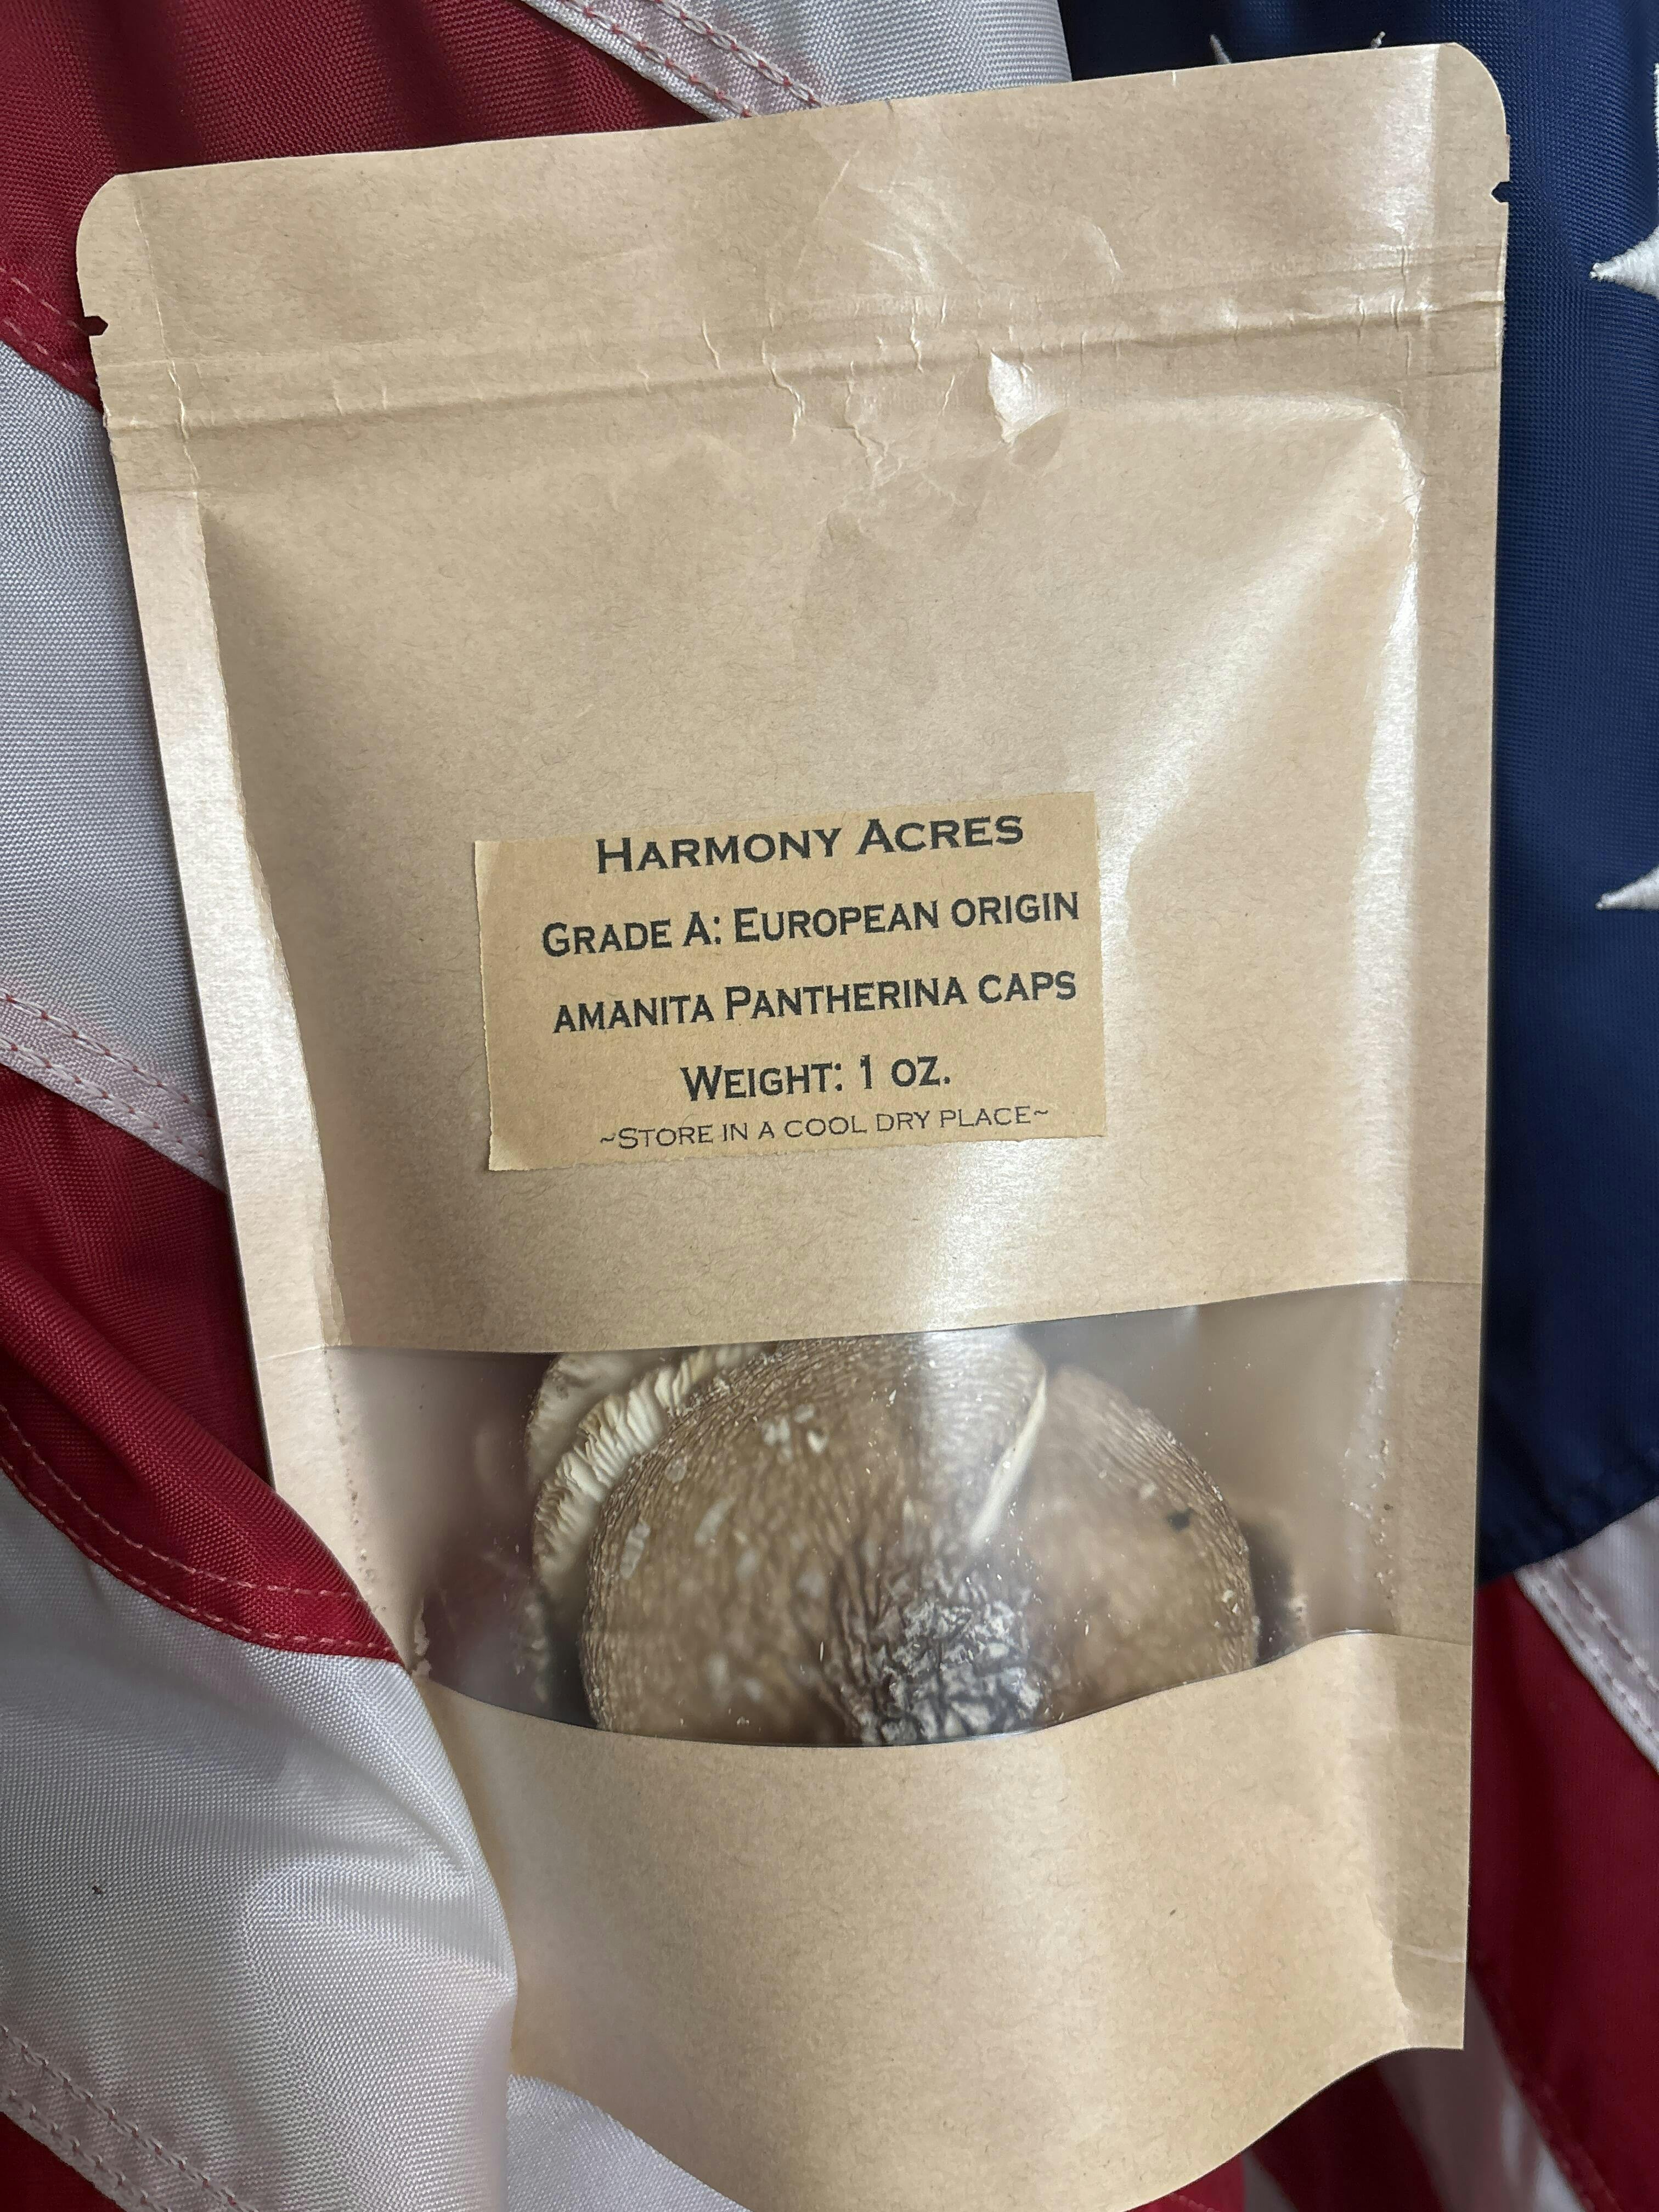 Harmony Acres
Grade A: European origin
amanita Pantherina caps
Weight: 1 oz.
~Store in a cool dry place~